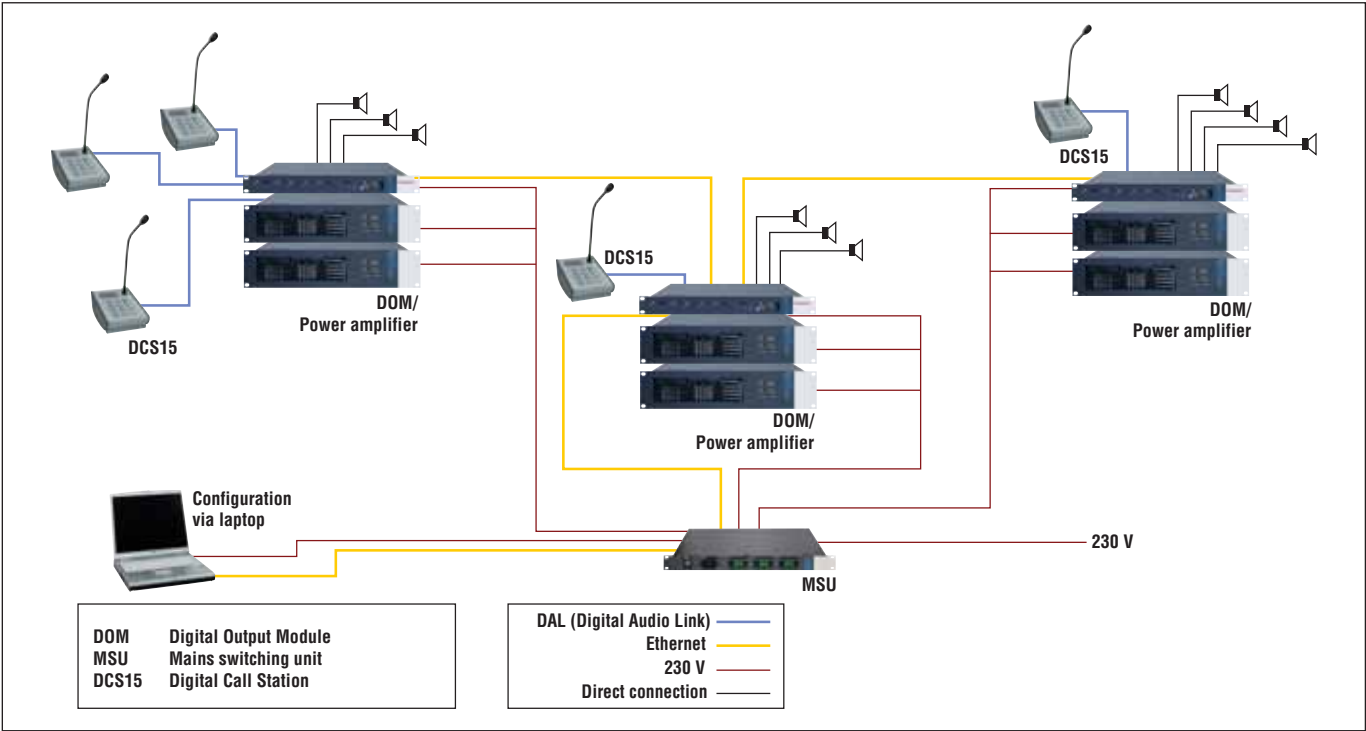 DCS15
DCS15
DOM/
Power amplifier
DOM/
Power amplifier
DCS15
DOM/
Power amplifier
Configuration
via laptop
230 V
MSU
DOM Digital Output Module
MSU Mains switching unit
DCS15 Digital Call Station
DAL (Digital Audio Link)
Ethernet
230 V
Direct connection